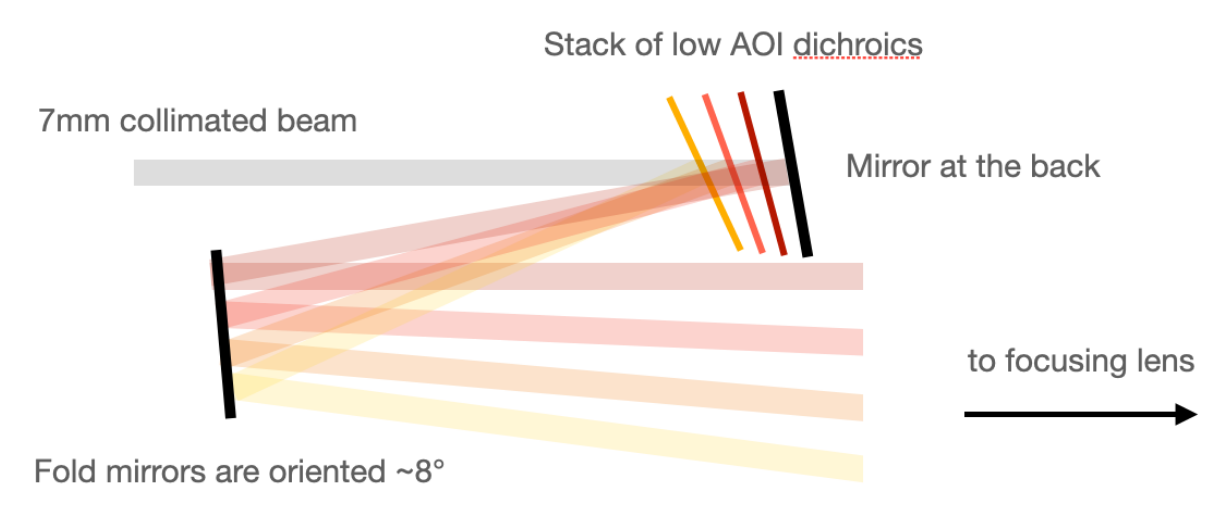 Stack of low AOI dichroics
7mm collimated beam
Mirror at the back
to focusing lens
Fold mirrors are oriented ~8°